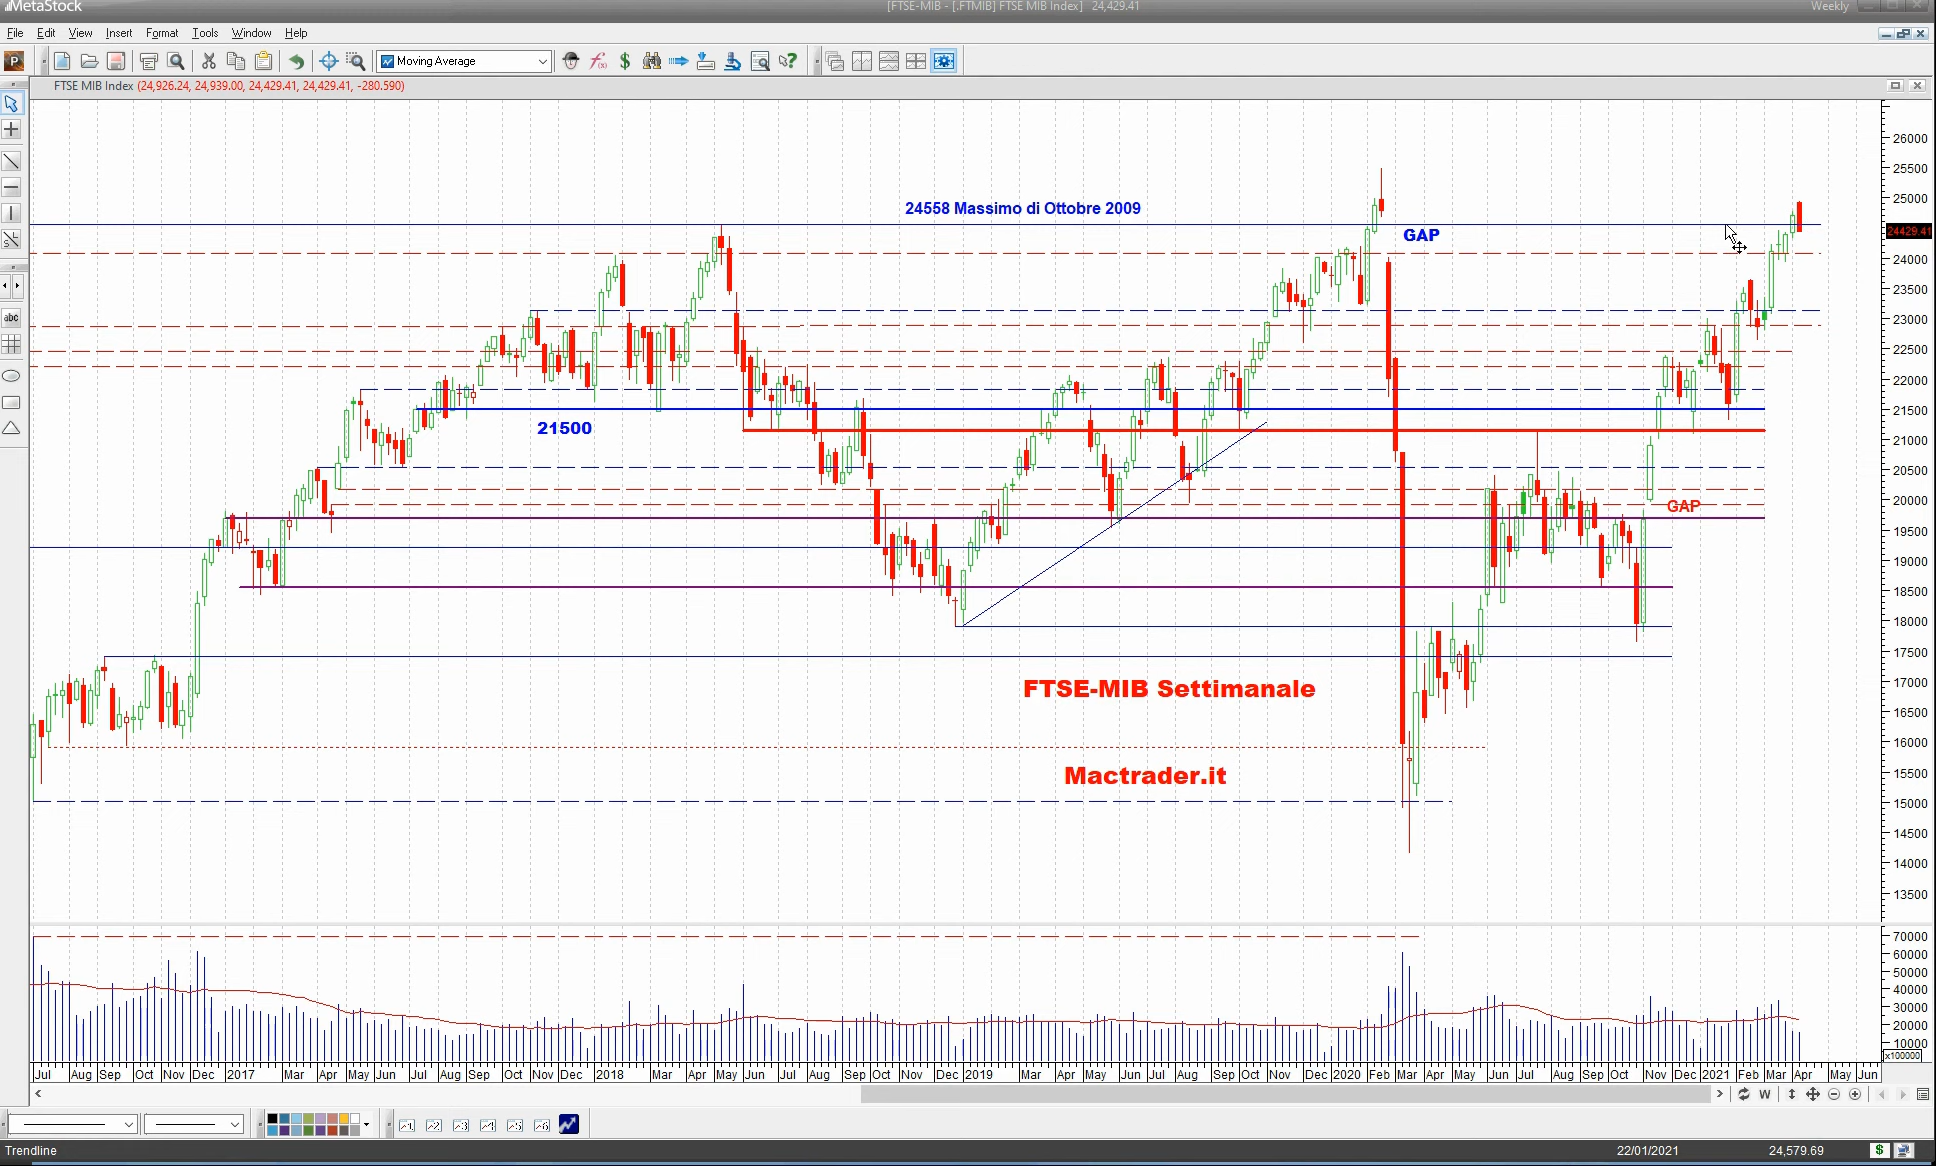 MetaStock
[FTSE-MIB - [.FTMIB] FTSE MIB Index] 24,429.41
Weekly
File Edit View Insert Format Tools Window Help
Moving Average
FTSE MIB Index (24,926.24, 24,939.00, 24,429.41, 24,429.41, -280.590)
abc
26000
25500
24558 Massimo di Ottobre 2009
25000
GAP
24429.41
24000
23500
23000
22500
22000
21500
21500
21000
20500
20000
GAP
19500
19000
18500
18000
17500
17000
FTSE-MIB Settimanale
16500
16000
15500
Mactrader.it
15000
14500
14000
13500
70000
60000
50000
40000
30000
20000
10000
x100000
Jul Aug Sep Oct Nov Dec 2017 Mar Apr May Jun Jul Aug Sep Oct Nov Dec 2018 Mar Apr May Jun Jul Aug Sep Oct Nov Dec 2019 Mar Apr May Jun Jul Aug Sep Oct Nov Dec 2020 Feb Mar Apr May Jun Jul Aug Sep Oct Nov Dec 2021 Feb Mar Apr May Jun
W
Trendline 22/01/2021 24,579.69 $